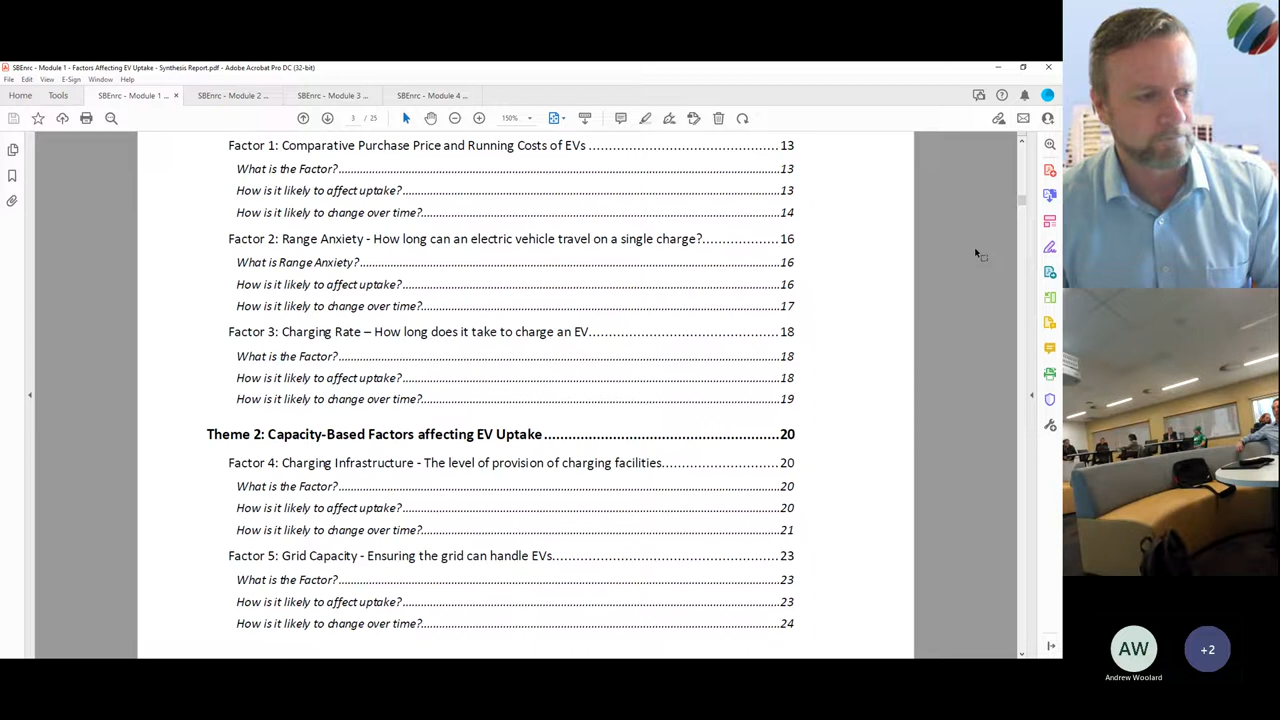 SBEnrc - Module 1 - Factors Affecting EV Uptake - Synthesis Report.pdf - Adobe Acrobat Pro DC (32-bit)
File Edit View E-Sign Window Help
Home Tools SBEnrc - Module 1 ... × SBEnrc - Module 2 ... SBEnrc - Module 3 ... SBEnrc - Module 4 ...
3 / 25 150%
Factor 1: Comparative Purchase Price and Running Costs of EVs 13
What is the Factor? 13
How is it likely to affect uptake? 13
How is it likely to change over time? 14
Factor 2: Range Anxiety - How long can an electric vehicle travel on a single charge? 16
What is Range Anxiety? 16
How is it likely to affect uptake? 16
How is it likely to change over time? 17
Factor 3: Charging Rate – How long does it take to charge an EV 18
What is the Factor? 18
How is it likely to affect uptake? 18
How is it likely to change over time? 19
Theme 2: Capacity-Based Factors affecting EV Uptake 20
Factor 4: Charging Infrastructure - The level of provision of charging facilities 20
What is the Factor? 20
How is it likely to affect uptake? 20
How is it likely to change over time? 21
Factor 5: Grid Capacity - Ensuring the grid can handle EVs 23
What is the Factor? 23
How is it likely to affect uptake? 23
How is it likely to change over time? 24
AW +2
Andrew Woolard